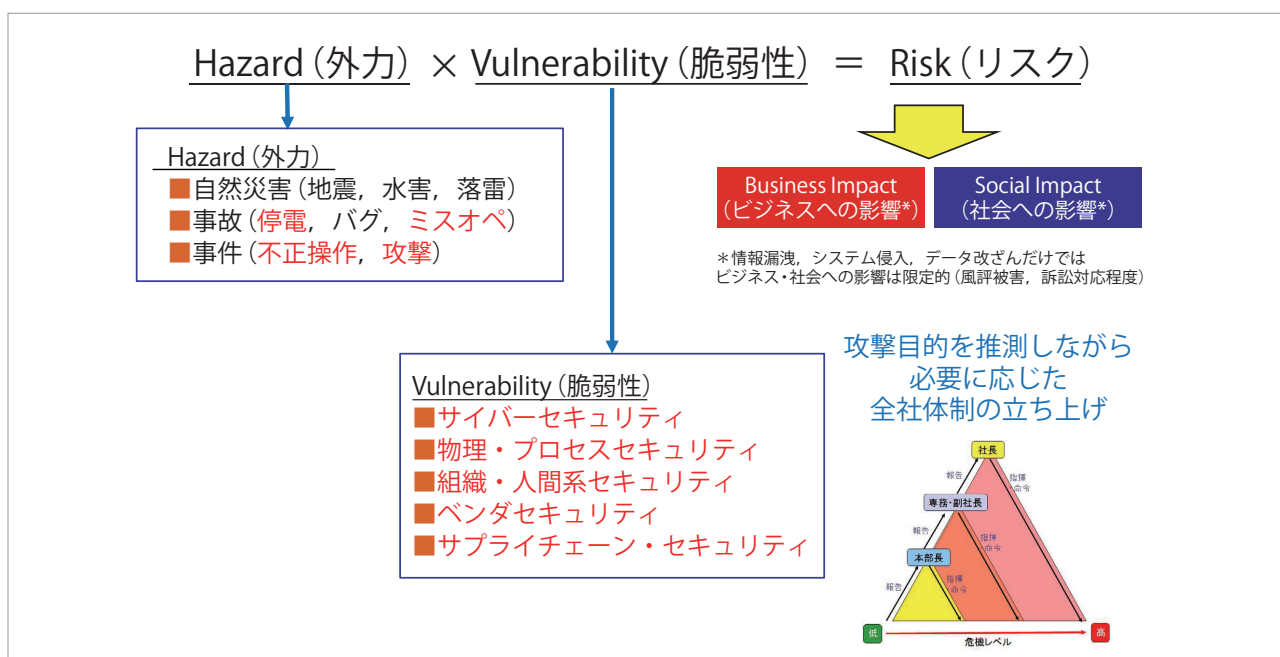 Hazard（外力） × Vulnerability（脆弱性） ＝ Risk（リスク）
Hazard（外力）
■自然災害（地震，水害，落雷）
■事故（停電，バグ，ミスオペ）
■事件（不正操作，攻撃）
Business Impact
（ビジネスへの影響*）
Social Impact
（社会への影響*）
＊情報漏洩，システム侵入，データ改ざんだけでは
ビジネス・社会への影響は限定的（風評被害，訴訟対応程度）
Vulnerability（脆弱性）
■サイバーセキュリティ
■物理・プロセスセキュリティ
■組織・人間系セキュリティ
■ベンダセキュリティ
■サプライチェーン・セキュリティ
攻撃目的を推測しながら
必要に応じた
全社体制の立ち上げ
社長
報告
指揮
・命令
専務・副社長
報告
指揮
・命令
本部長
報告
指揮
・命令
低
高
危機レベル